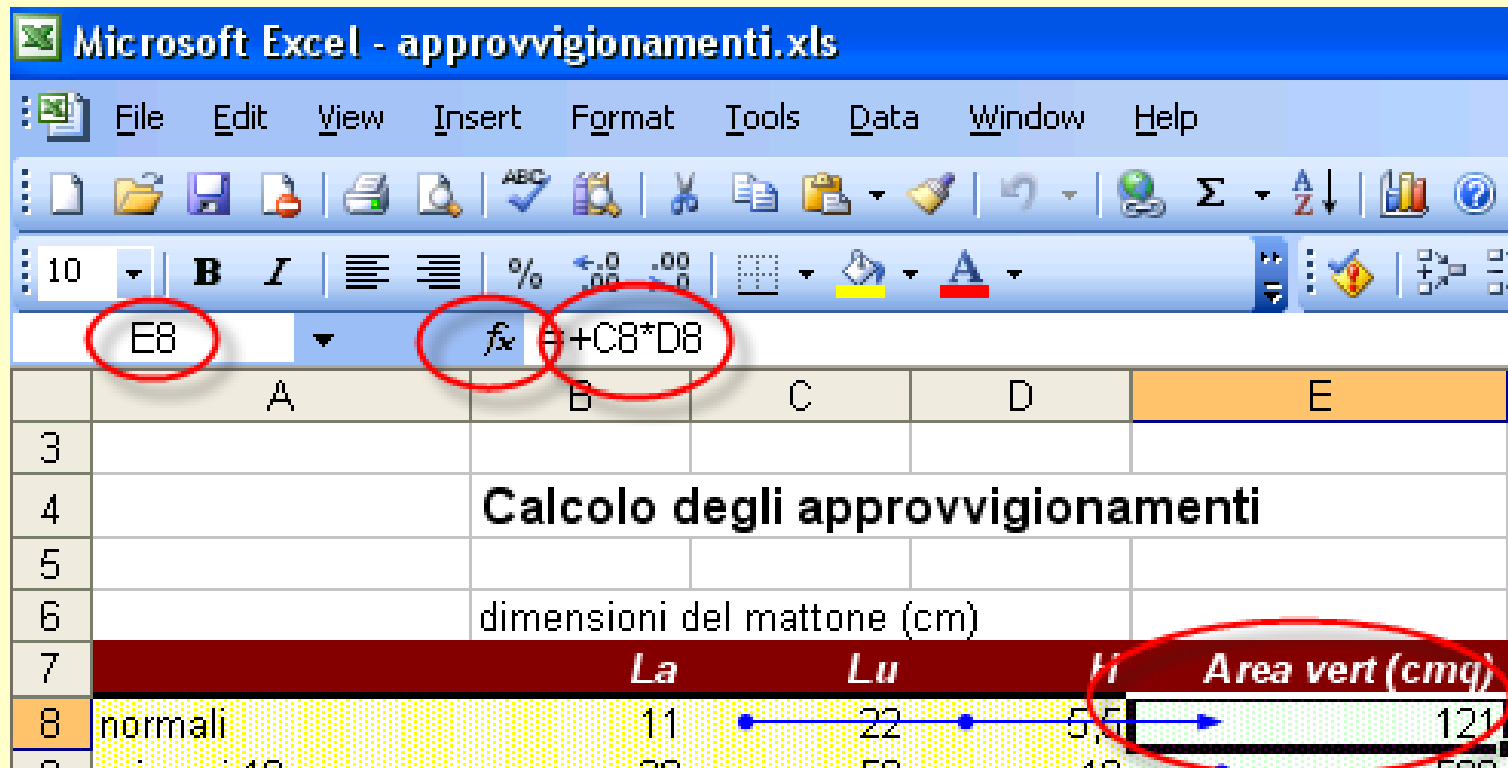 Microsoft Excel - approvvigionamenti.xls
File Edit View Insert Format Tools Data Window Help
ABC Σ A Z ?
10 B I % ,00 A
E8 fx =+C8*D8
A B C D E
3
4 Calcolo degli approvvigionamenti
5
6 dimensioni del mattone (cm)
7 La Lu H Area vert (cmq)
8 normali 11 22 5,5 121